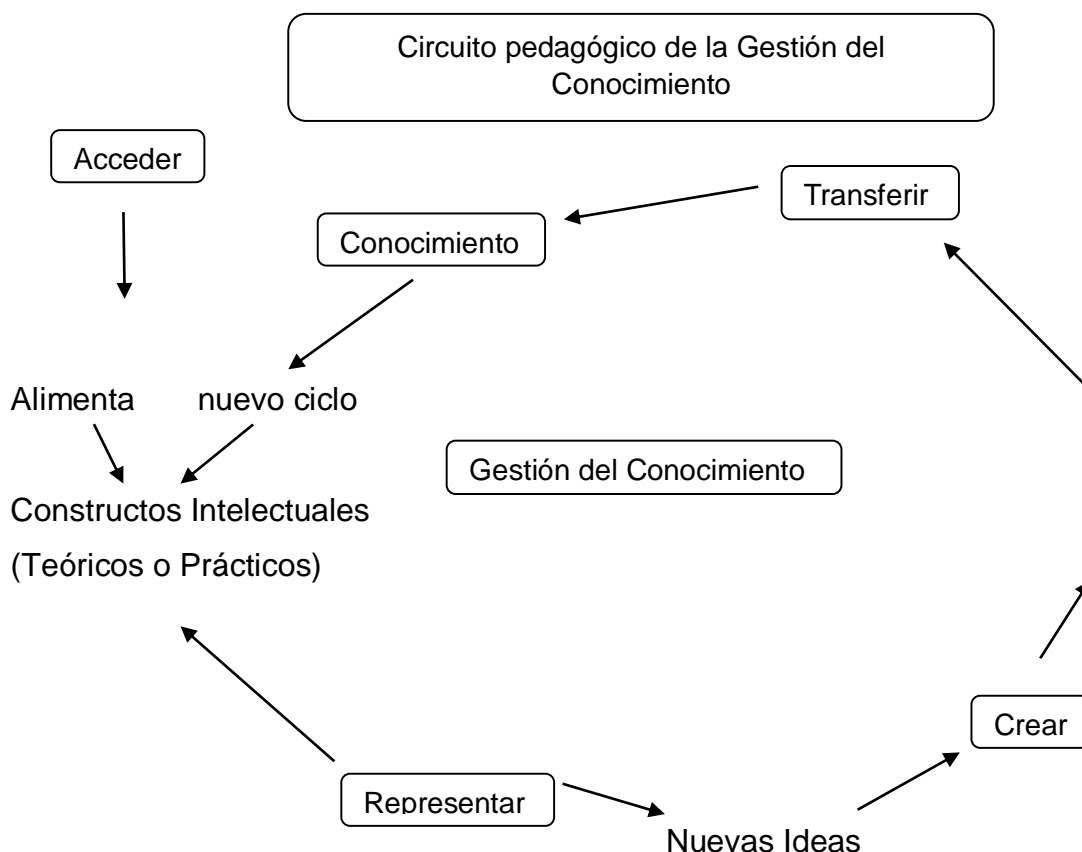 Circuito pedagógico de la Gestión del
Conocimiento
Acceder
Transferir
Conocimiento
Alimenta
nuevo ciclo
Gestión del Conocimiento
Constructos Intelectuales
(Teóricos o Prácticos)
Crear
Representar
Nuevas Ideas